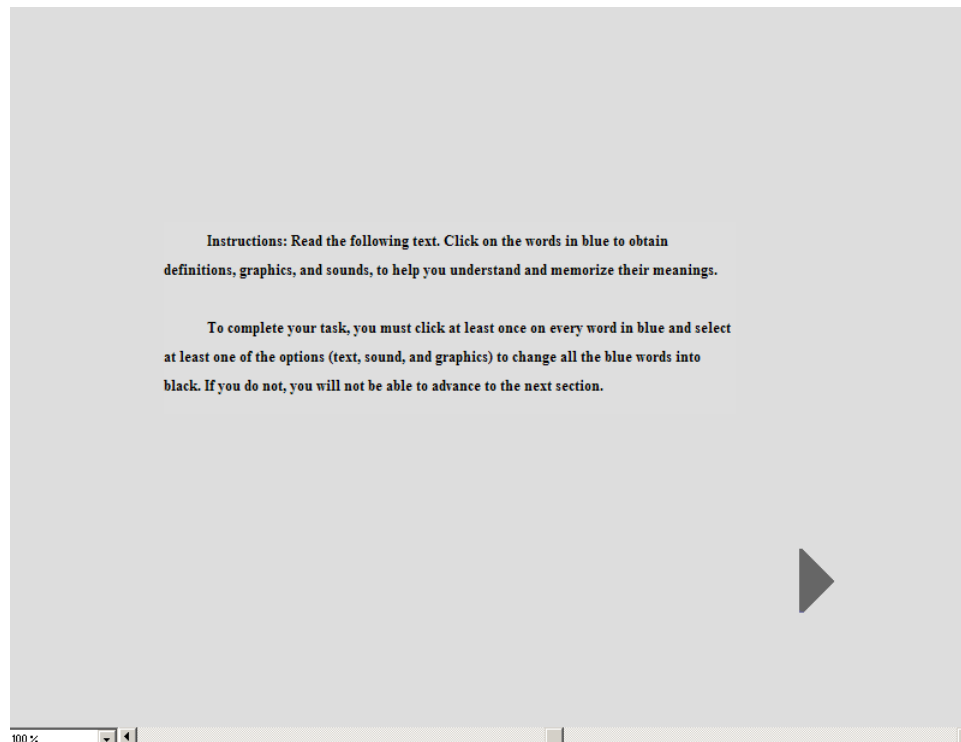 Instructions: Read the following text. Click on the words in blue to obtain
definitions, graphics, and sounds, to help you understand and memorize their meanings.
To complete your task, you must click at least once on every word in blue and select
at least one of the options (text, sound, and graphics) to change all the blue words into
black. If you do not, you will not be able to advance to the next section.
100 %